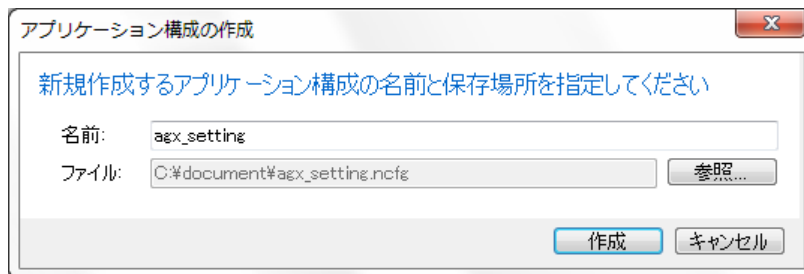 アプリケーション構成の作成
新規作成するアプリケーション構成の名前と保存場所を指定してください
名前: agx_setting
ファイル: C:¥document¥agx_setting.ncfg 参照...
作成 キャンセル